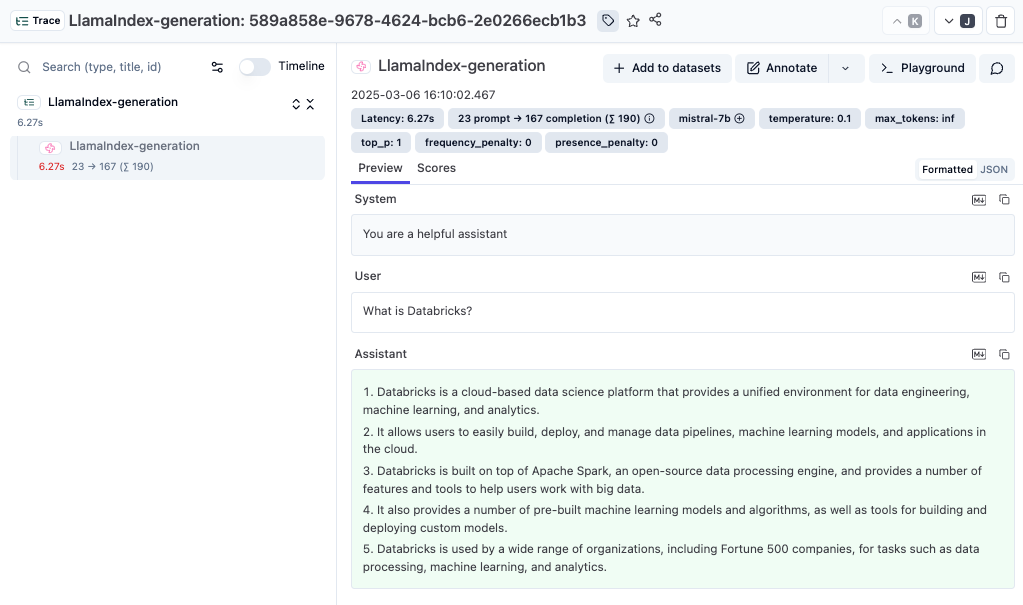 Trace LlamaIndex-generation: 589a858e-9678-4624-bcb6-2e0266ecb1b3 K J
Search (type, title, id) Timeline
LlamaIndex-generation
6.27s
LlamaIndex-generation
6.27s 23 → 167 (∑ 190)
LlamaIndex-generation Add to datasets Annotate Playground
2025-03-06 16:10:02.467
Latency: 6.27s 23 prompt → 167 completion (∑ 190) mistral-7b temperature: 0.1 max_tokens: inf
top_p: 1 frequency_penalty: 0 presence_penalty: 0
Preview Scores Formatted JSON
System M↓
You are a helpful assistant
User M↓
What is Databricks?
Assistant M↓
1. Databricks is a cloud-based data science platform that provides a unified environment for data engineering,
machine learning, and analytics.
2. It allows users to easily build, deploy, and manage data pipelines, machine learning models, and applications in
the cloud.
3. Databricks is built on top of Apache Spark, an open-source data processing engine, and provides a number of
features and tools to help users work with big data.
4. It also provides a number of pre-built machine learning models and algorithms, as well as tools for building and
deploying custom models.
5. Databricks is used by a wide range of organizations, including Fortune 500 companies, for tasks such as data
processing, machine learning, and analytics.